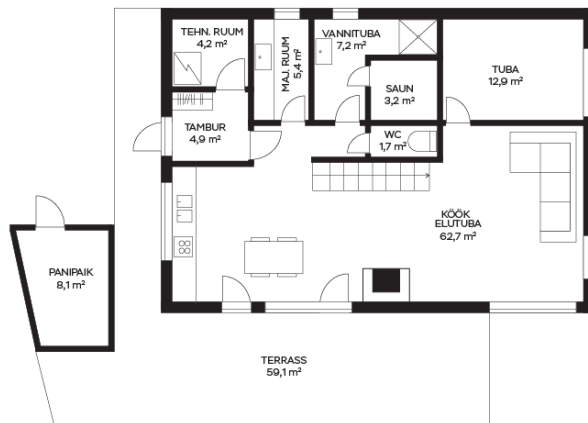 TEHN. RUUM
4,2 m²
MAJ. RUUM
5,4 m²
VANNITUBA
7,2 m²
TUBA
12,9 m²
SAUN
3,2 m²
TAMBUR
4,9 m²
WC
1,7 m²
KÖÖK
ELUTUBA
62,7 m²
PANIPAIK
8,1 m²
TERRASS
59,1 m²